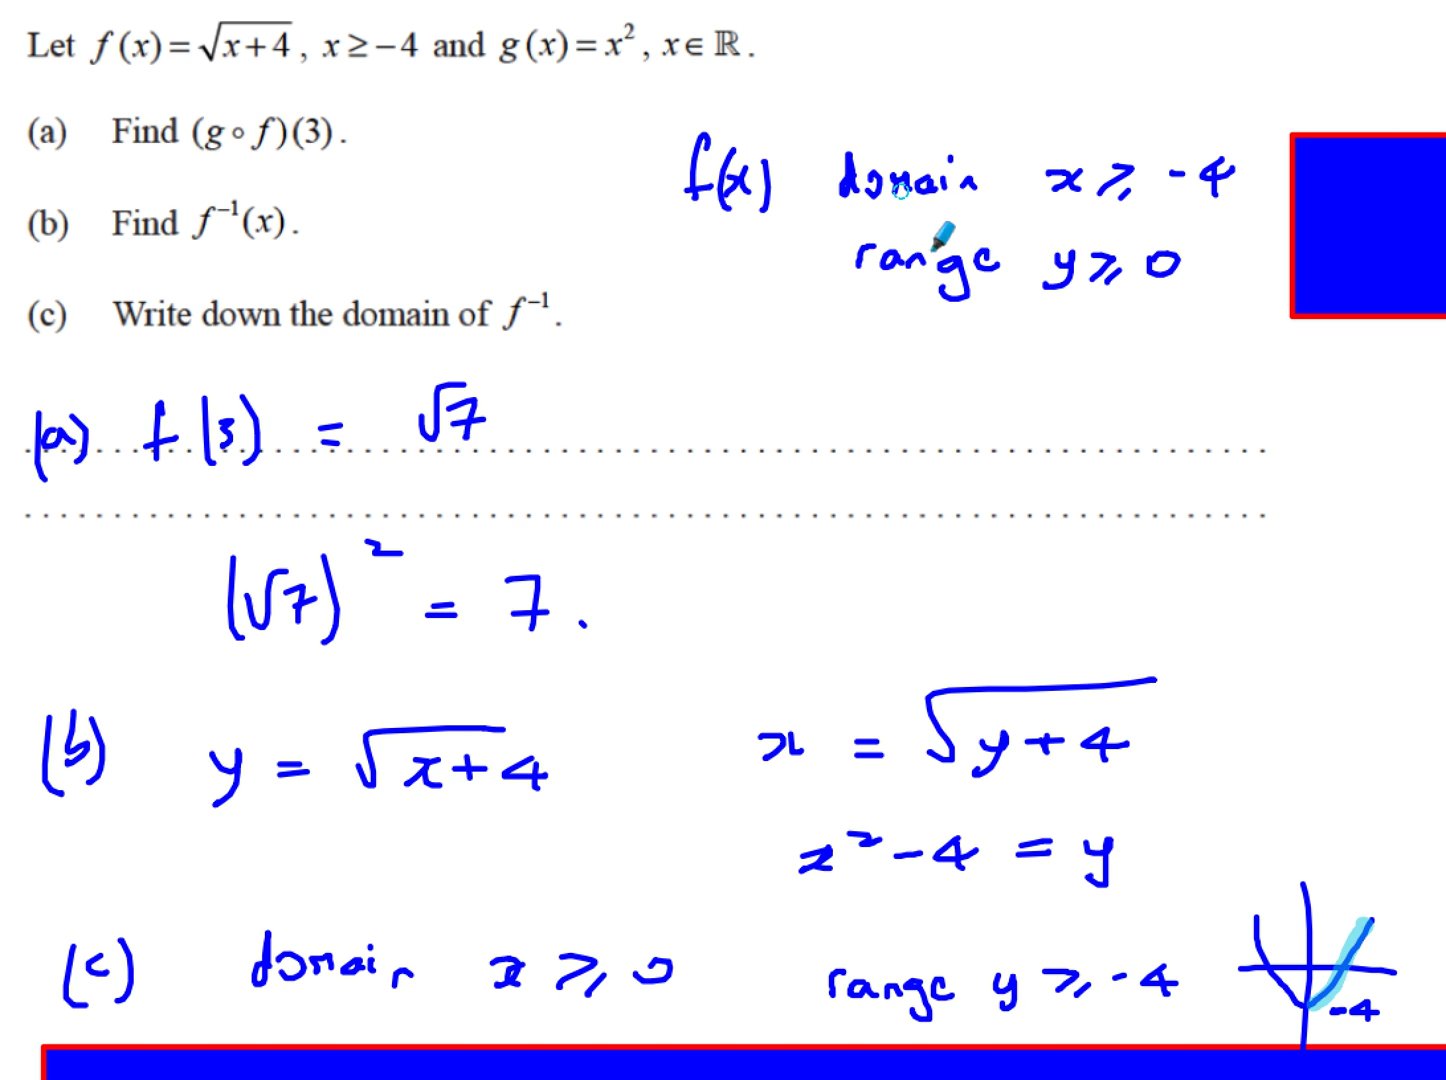 Let f(x)=√(x+4), x≥−4 and g(x)=x², x∈ℝ.
(a) Find (g∘f)(3).
(b) Find f⁻¹(x).
(c) Write down the domain of f⁻¹.
f(x) domain x ≥ -4
range y ≥ 0
(a) f(3) = √7
(√7)² = 7.
(b) y = √(x+4)
x = √(y+4)
x² - 4 = y
(c) domain x ≥ 0 range y ≥ -4
-4